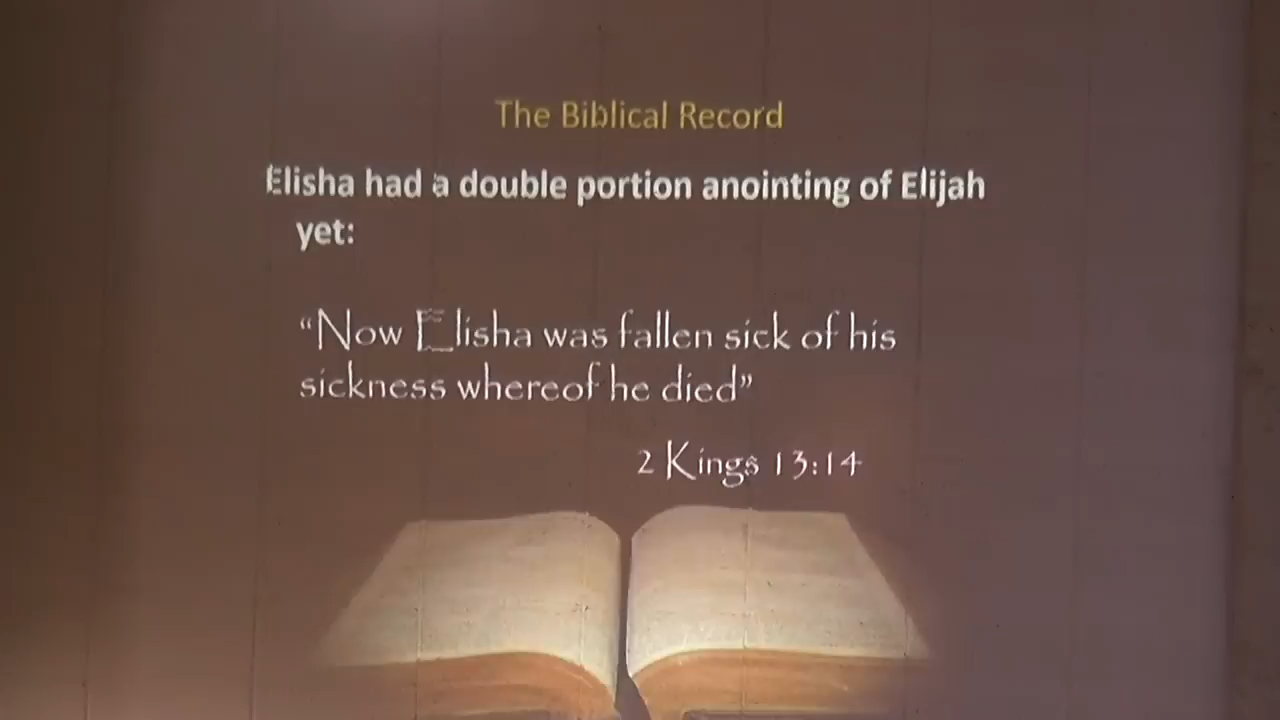 The Biblical Record
Elisha had a double portion anointing of Elijah
yet:
“Now Elisha was fallen sick of his
sickness whereof he died”
2 Kings 13:14